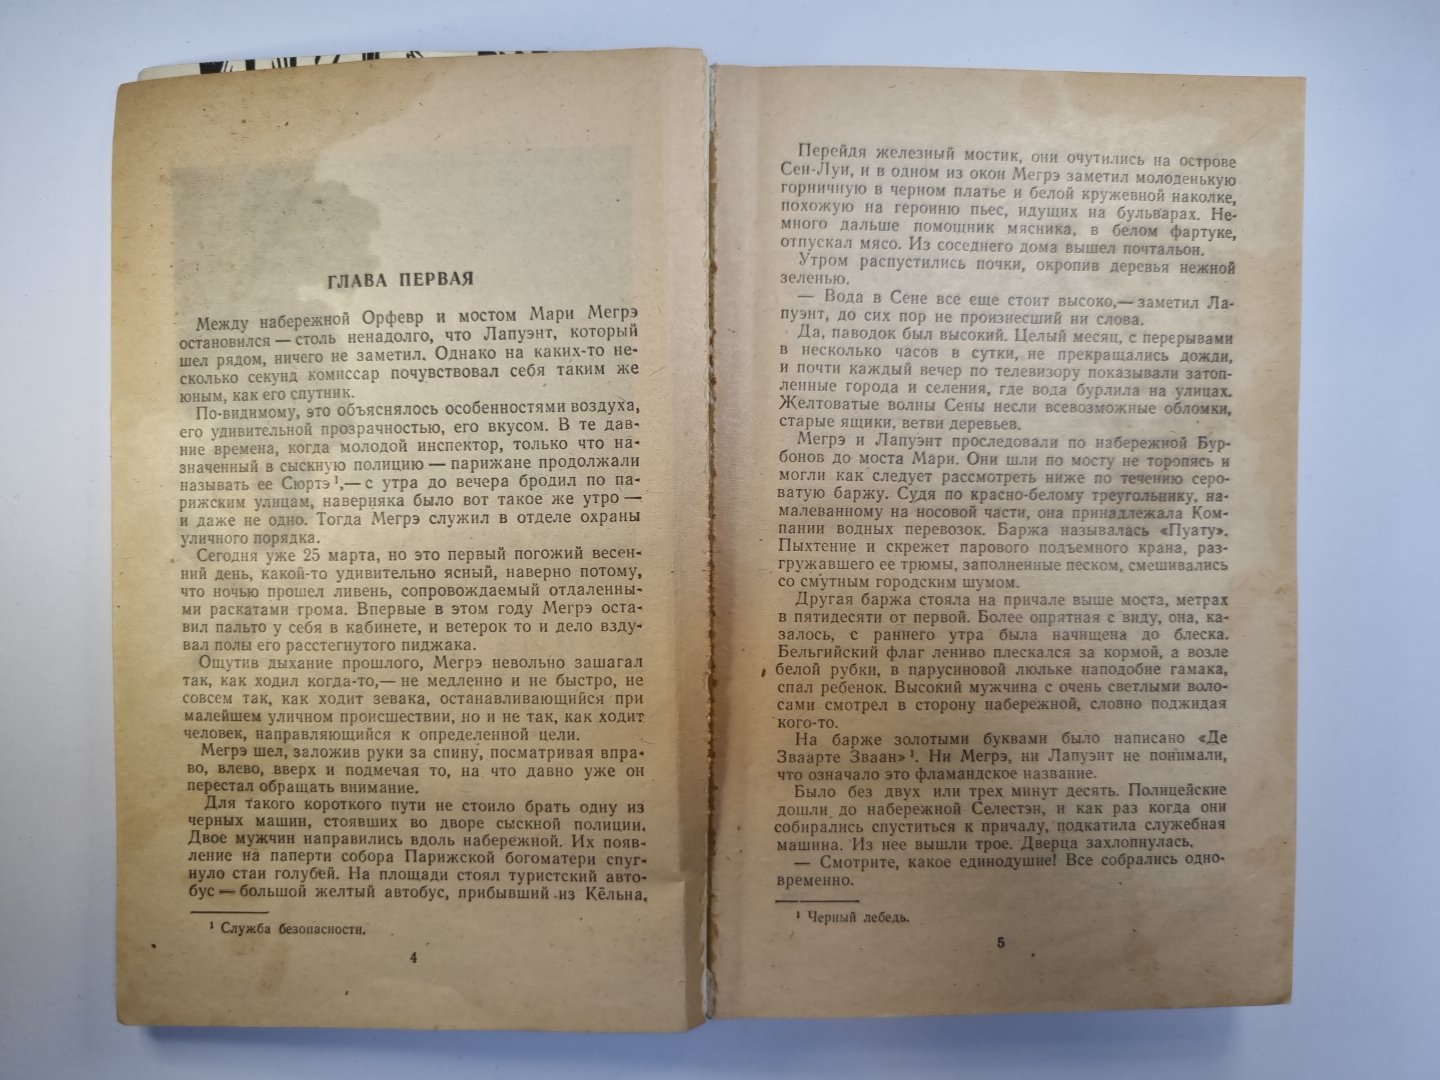 ГЛАВА ПЕРВАЯ
Между набережной Орфевр и мостом Мари Мегрэ
остановился — столь ненадолго, что Лапуэнт, который
шел рядом, ничего не заметил. Однако на каких-то не-
сколько секунд комиссар почувствовал себя таким же
юным, как его спутник.
По-видимому, это объяснялось особенностями воздуха,
его удивительной прозрачностью, его вкусом. В те дав-
ние времена, когда молодой инспектор, только что на-
значенный в сыскную полицию — парижане продолжали
называть ее Сюртэ ¹,— с утра до вечера бродил по па-
рижским улицам, наверняка было вот такое же утро —
и даже не одно. Тогда Мегрэ служил в отделе охраны
уличного порядка.
Сегодня уже 25 марта, но это первый погожий весен-
ний день, какой-то удивительно ясный, наверно потому,
что ночью прошел ливень, сопровождаемый отдаленны-
ми раскатами грома. Впервые в этом году Мегрэ оста-
вил пальто у себя в кабинете, и ветерок то и дело взду-
вал полы его расстегнутого пиджака.
Ощутив дыхание прошлого, Мегрэ невольно зашагал
так, как ходил когда-то,— не медленно и не быстро, не
совсем так, как ходит зевака, останавливающийся при
малейшем уличном происшествии, но и не так, как ходит
человек, направляющийся к определенной цели.
Мегрэ шел, заложив руки за спину, посматривая впра-
во, влево, вверх и подмечая то, на что давно уже он
перестал обращать внимание.
Для такого короткого пути не стоило брать одну из
черных машин, стоявших во дворе сыскной полиции.
Двое мужчин направились вдоль набережной. Их появ-
ление на паперти собора Парижской богоматери спуг-
нуло стаи голубей. На площади стоял туристский авто-
бус — большой желтый автобус, прибывший из Кёльна.
¹ Служба безопасности.
4
Перейдя железный мостик, они очутились на острове
Сен-Луи, и в одном из окон Мегрэ заметил молоденькую
горничную в черном платье и белой кружевной наколке,
похожую на героиню пьес, идущих на бульварах. Не-
много дальше помощник мясника, в белом фартуке,
отпускал мясо. Из соседнего дома вышел почтальон.
Утром распустились почки, окропив деревья нежной
зеленью.
— Вода в Сене все еще стоит высоко,— заметил Ла-
пуэнт, до сих пор не произнесший ни слова.
Да, паводок был высокий. Целый месяц, с перерывами
в несколько часов в сутки, не прекращались дожди,
и почти каждый вечер по телевизору показывали затоп-
ленные города и селения, где вода бурлила на улицах.
Желтоватые волны Сены несли всевозможные обломки,
старые ящики, ветви деревьев.
Мегрэ и Лапуэнт проследовали по набережной Бур-
бонов до моста Мари. Они шли по мосту не торопясь и
могли как следует рассмотреть ниже по течению серо-
ватую баржу. Судя по красно-белому треугольнику, на-
малеванному на носовой части, она принадлежала Ком-
пании водных перевозок. Баржа называлась «Пуату».
Пыхтение и скрежет парового подъемного крана, раз-
гружавшего ее трюмы, заполненные песком, смешивались
со смутным городским шумом.
Другая баржа стояла на причале выше моста, метрах
в пятидесяти от первой. Более опрятная с виду, она, ка-
залось, с раннего утра была начищена до блеска.
Бельгийский флаг лениво плескался за кормой, а возле
белой рубки, в парусиновой люльке наподобие гамака,
спал ребенок. Высокий мужчина с очень светлыми воло-
сами смотрел в сторону набережной, словно поджидая
кого-то.
На барже золотыми буквами было написано «Де
Зваарте Зваан» ¹. Ни Мегрэ, ни Лапуэнт не понимали,
что означало это фламандское название.
Было без двух или трех минут десять. Полицейские
дошли до набережной Селестэн, и как раз когда они
собирались спуститься к причалу, подкатила служебная
машина. Из нее вышли трое. Дверца захлопнулась.
— Смотрите, какое единодушие! Все собрались одно-
временно.
¹ Черный лебедь.
5